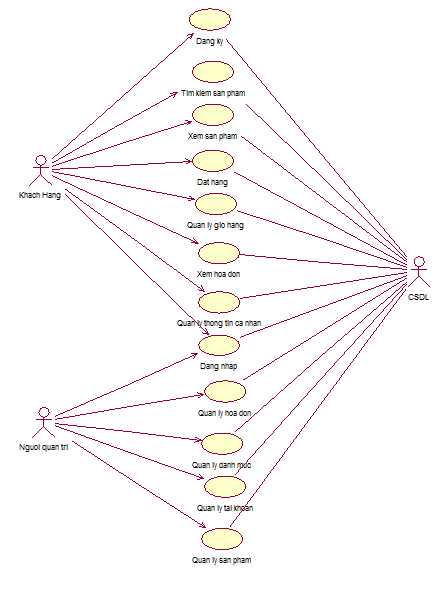 Dang ky
Tim kiem san pham
Xem san pham
Khach Hang
Dat hang
Quan ly gio hang
Xem hoa don
CSDL
Quan ly thong tin ca nhan
Dang nhap
Quan ly hoa don
Nguoi quan tri
Quan ly danh muc
Quan ly tai khoan
Quan ly san pham